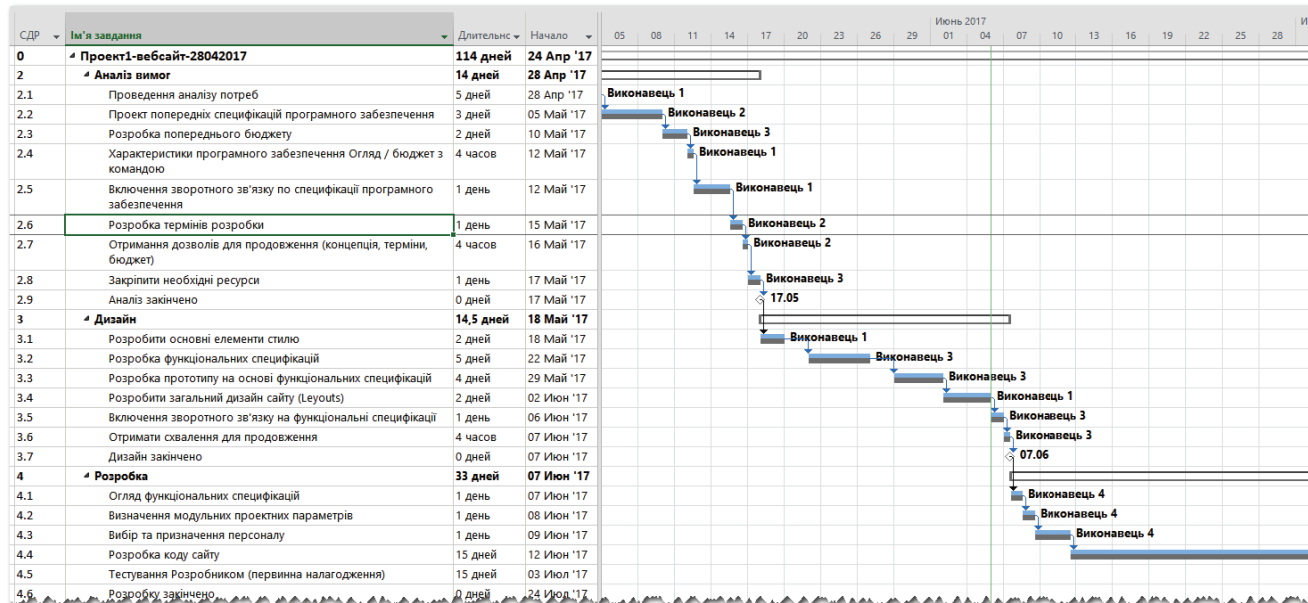 Июнь 2017 И
СДР Ім'я завдання Длительнс Начало 05 08 11 14 17 20 23 26 29 01 04 07 10 13 16 19 22 25 28
0 Проект1-вебсайт-28042017 114 дней 24 Апр '17
2 Аналіз вимог 14 дней 28 Апр '17
2.1 Проведення аналізу потреб 5 дней 28 Апр '17 Виконавець 1
2.2 Проект попередніх специфікацій програмного забезпечення 3 дней 05 Май '17 Виконавець 2
2.3 Розробка попереднього бюджету 2 дней 10 Май '17 Виконавець 3
2.4 Характеристики програмного забезпечення Огляд / бюджет з 4 часов 12 Май '17 Виконавець 1
командою
2.5 Включення зворотного зв'язку по специфікації програмного 1 день 12 Май '17 Виконавець 1
забезпечення
2.6 Розробка термінів розробки 1 день 15 Май '17 Виконавець 2
2.7 Отримання дозволів для продовження (концепція, терміни, 4 часов 16 Май '17 Виконавець 2
бюджет)
2.8 Закріпити необхідні ресурси 1 день 17 Май '17 Виконавець 3
2.9 Аналіз закінчено 0 дней 17 Май '17 17.05
3 Дизайн 14,5 дней 18 Май '17
3.1 Розробити основні елементи стилю 2 дней 18 Май '17 Виконавець 1
3.2 Розробка функціональних специфікацій 5 дней 22 Май '17 Виконавець 3
3.3 Розробка прототипу на основі функціональних специфікацій 4 дней 29 Май '17 Виконавець 3
3.4 Розробити загальний дизайн сайту (Leyouts) 2 дней 02 Июн '17 Виконавець 1
3.5 Включення зворотного зв'язку на функціональні специфікації 1 день 06 Июн '17 Виконавець 3
3.6 Отримати схвалення для продовження 4 часов 07 Июн '17 Виконавець 3
3.7 Дизайн закінчено 0 дней 07 Июн '17 07.06
4 Розробка 33 дней 07 Июн '17
4.1 Огляд функціональних специфікацій 1 день 07 Июн '17 Виконавець 4
4.2 Визначення модульних проектних параметрів 1 день 08 Июн '17 Виконавець 4
4.3 Вибір та призначення персоналу 1 день 09 Июн '17 Виконавець 4
4.4 Розробка коду сайту 15 дней 12 Июн '17
4.5 Тестування Розробником (первинна налагодження) 15 дней 03 Июл '17
4.6 Розробку закінчено 0 дней 24 Июл '17